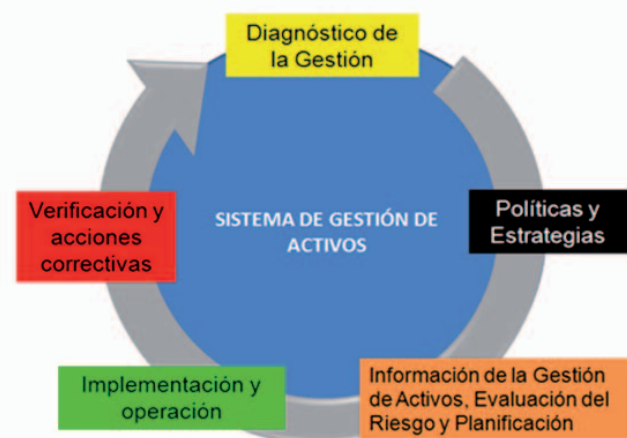 Diagnóstico de
la Gestión
Políticas y
Estrategias
Información de la Gestión
de Activos, Evaluación del
Riesgo y Planificación
Implementación y
operación
Verificación y
acciones
correctivas
SISTEMA DE GESTIÓN DE
ACTIVOS